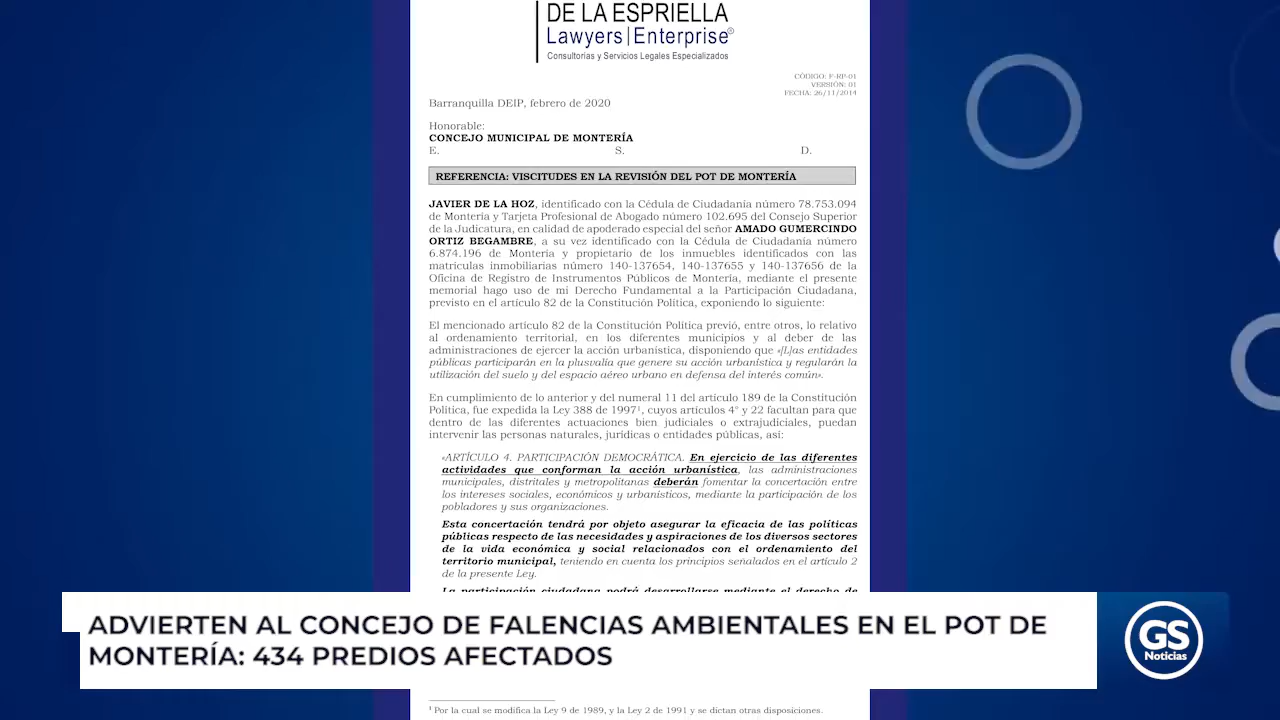 DE LA ESPRIELLA
Lawyers|Enterprise®
Consultorías y Servicios Legales Especializados
CÓDIGO: F-RP-01
VERSIÓN: 01
FECHA: 26/11/2014
Barranquilla DEIP, febrero de 2020
Honorable:
CONCEJO MUNICIPAL DE MONTERÍA
E. S. D.
REFERENCIA: VISCITUDES EN LA REVISIÓN DEL POT DE MONTERÍA
JAVIER DE LA HOZ, identificado con la Cédula de Ciudadanía número 78.753.094
de Montería y Tarjeta Profesional de Abogado número 102.695 del Consejo Superior
de la Judicatura, en calidad de apoderado especial del señor AMADO GUMERCINDO
ORTIZ BEGAMBRE, a su vez identificado con la Cédula de Ciudadanía número
6.874.196 de Montería y propietario de los inmuebles identificados con las
matrículas inmobiliarias número 140-137654, 140-137655 y 140-137656 de la
Oficina de Registro de Instrumentos Públicos de Montería, mediante el presente
memorial hago uso de mi Derecho Fundamental a la Participación Ciudadana,
previsto en el artículo 82 de la Constitución Política, exponiendo lo siguiente:
El mencionado artículo 82 de la Constitución Política previó, entre otros, lo relativo
al ordenamiento territorial, en los diferentes municipios y al deber de las
administraciones de ejercer la acción urbanística, disponiendo que «[L]as entidades
públicas participarán en la plusvalía que genere su acción urbanística y regularán la
utilización del suelo y del espacio aéreo urbano en defensa del interés común».
En cumplimiento de lo anterior y del numeral 11 del artículo 189 de la Constitución
Política, fue expedida la Ley 388 de 1997¹, cuyos artículos 4° y 22 facultan para que
dentro de las diferentes actuaciones bien judiciales o extrajudiciales, puedan
intervenir las personas naturales, jurídicas o entidades públicas, así:
«ARTÍCULO 4. PARTICIPACIÓN DEMOCRÁTICA. En ejercicio de las diferentes
actividades que conforman la acción urbanística, las administraciones
municipales, distritales y metropolitanas deberán fomentar la concertación entre
los intereses sociales, económicos y urbanísticos, mediante la participación de los
pobladores y sus organizaciones.
Esta concertación tendrá por objeto asegurar la eficacia de las políticas
públicas respecto de las necesidades y aspiraciones de los diversos sectores
de la vida económica y social relacionados con el ordenamiento del
territorio municipal, teniendo en cuenta los principios señalados en el artículo 2
de la presente Ley.
La participación ciudadana podrá desarrollarse mediante el derecho de
ADVIERTEN AL CONCEJO DE FALENCIAS AMBIENTALES EN EL POT DE
MONTERÍA: 434 PREDIOS AFECTADOS
GS
Noticias
¹ Por la cual se modifica la Ley 9 de 1989, y la Ley 2 de 1991 y se dictan otras disposiciones.